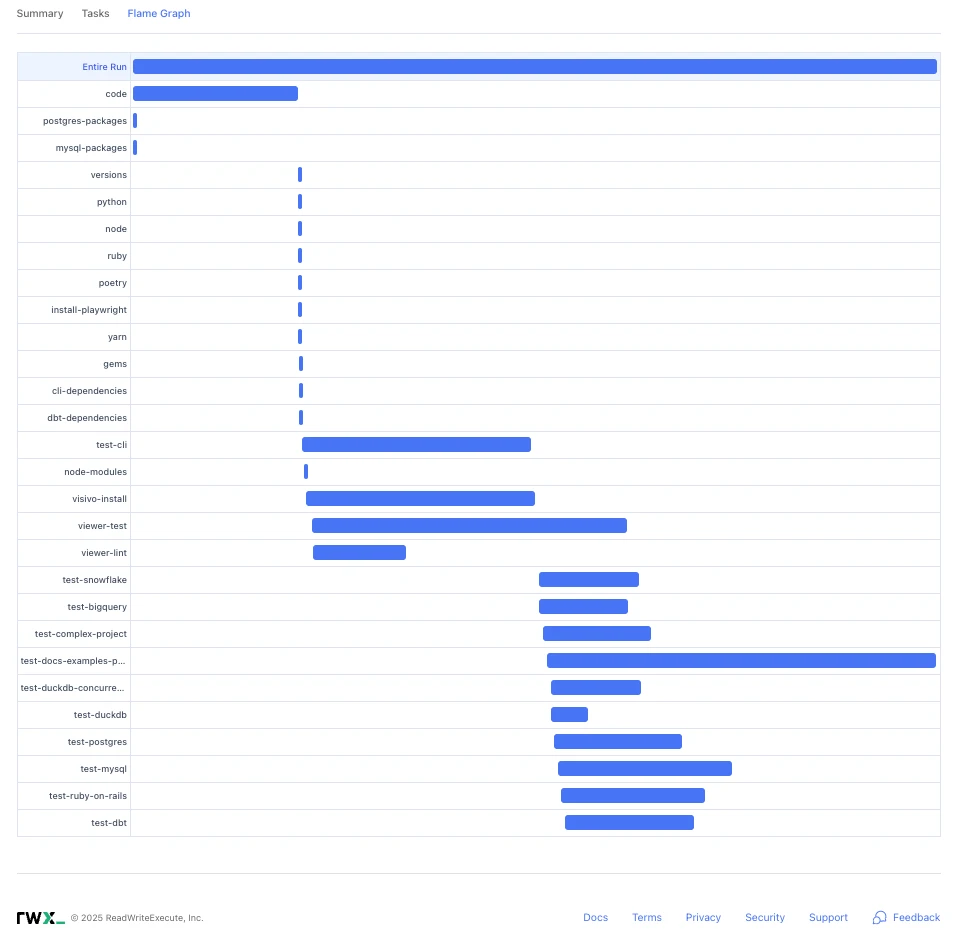 Summary Tasks Flame Graph
Entire Run
code
postgres-packages
mysql-packages
versions
python
node
ruby
poetry
install-playwright
yarn
gems
cli-dependencies
dbt-dependencies
test-cli
node-modules
visivo-install
viewer-test
viewer-lint
test-snowflake
test-bigquery
test-complex-project
test-docs-examples-p...
test-duckdb-concurre...
test-duckdb
test-postgres
test-mysql
test-ruby-on-rails
test-dbt
rwx_ © 2025 ReadWriteExecute, Inc. Docs Terms Privacy Security Support Feedback